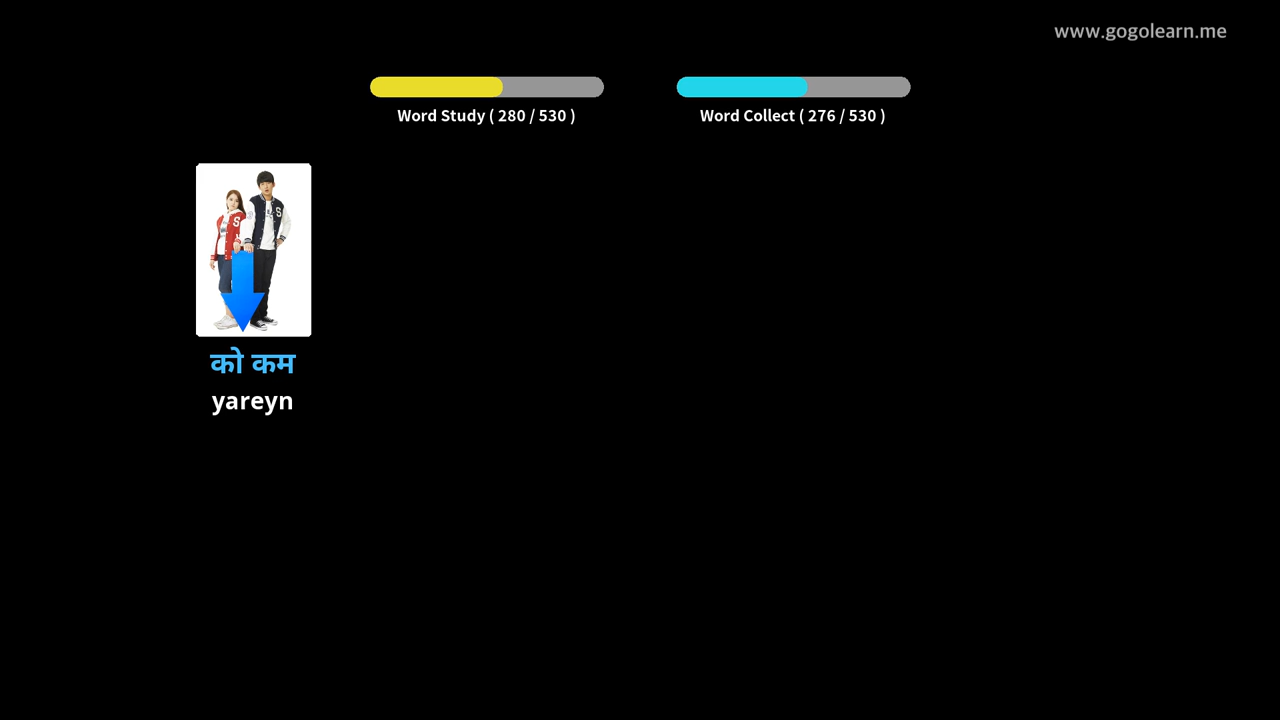 www.gogolearn.me
Word Study ( 280 / 530 )
Word Collect ( 276 / 530 )
S
S
को कम
yareyn